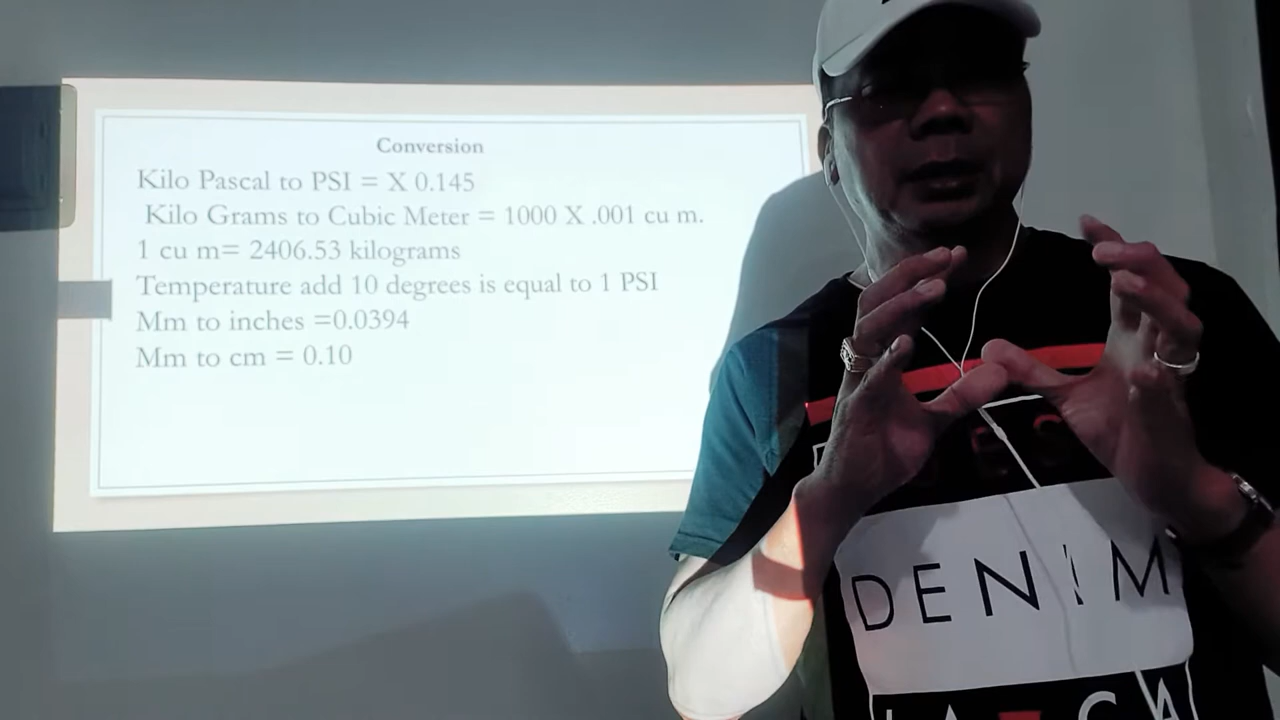 Conversion
Kilo Pascal to PSI = X 0.145
Kilo Grams to Cubic Meter = 1000 X .001 cu m.
1 cu m= 2406.53 kilograms
Temperature add 10 degrees is equal to 1 PSI
Mm to inches =0.0394
Mm to cm = 0.10
DENIM